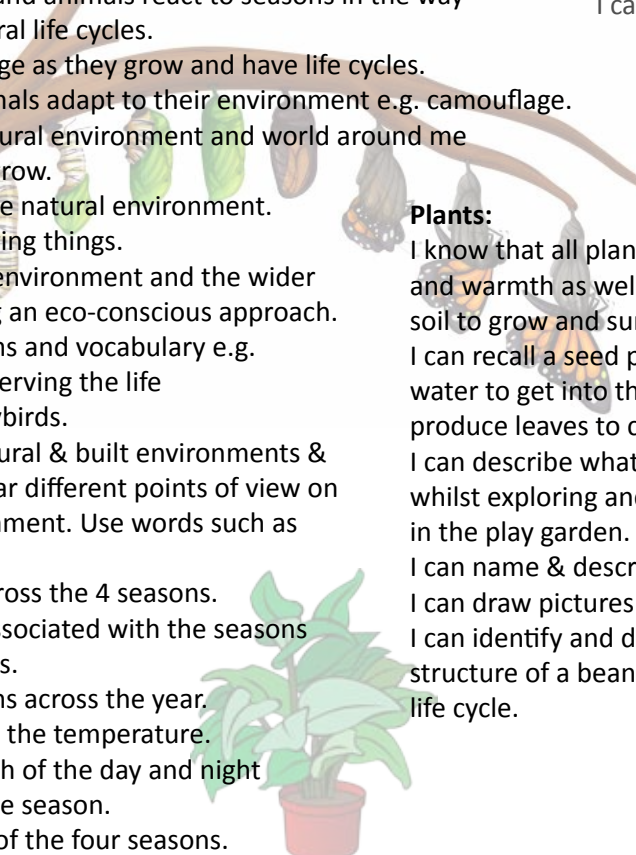 and animals react to seasons in the way
ral life cycles.
ge as they grow and have life cycles.
mals adapt to their environment e.g. camouflage.
ural environment and world around me
row.
e natural environment.
ing things.
environment and the wider
g an eco-conscious approach.
ns and vocabulary e.g.
erving the life
ybirds.
ural & built environments &
ar different points of view on
nment. Use words such as
ross the 4 seasons.
ssociated with the seasons
s.
ns across the year.
the temperature.
h of the day and night
e season.
of the four seasons.
I ca
Plants:
I know that all plan
and warmth as wel
soil to grow and su
I can recall a seed p
water to get into th
produce leaves to c
I can describe what
whilst exploring an
in the play garden.
I can name & descr
I can draw pictures
I can identify and d
structure of a bean
life cycle.